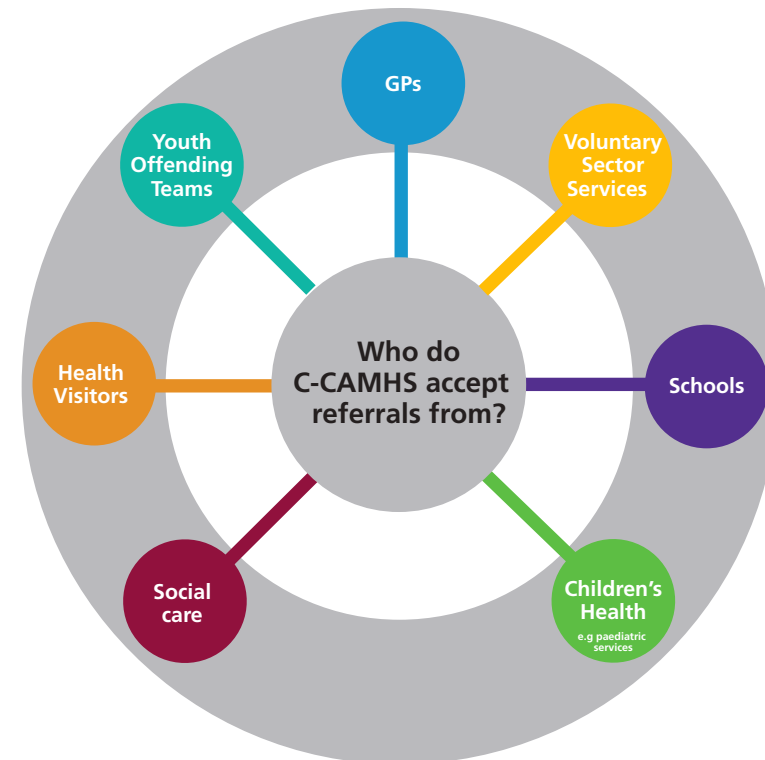 GPs
Youth
Offending
Teams
Voluntary
Sector
Services
Who do
C-CAMHS accept
referrals from?
Health
Visitors
Schools
Social
care
Children's
Health
e.g paediatric
services